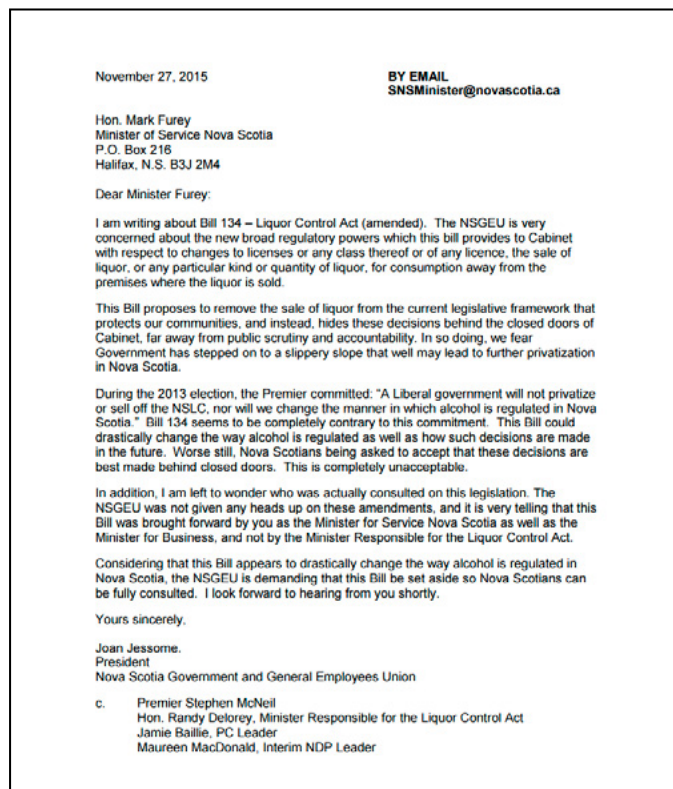 November 27, 2015
BY EMAIL
SNSMinister@novascotia.ca
Hon. Mark Furey
Minister of Service Nova Scotia
P.O. Box 216
Halifax, N.S. B3J 2M4
Dear Minister Furey:
I am writing about Bill 134 – Liquor Control Act (amended). The NSGEU is very
concerned about the new broad regulatory powers which this bill provides to Cabinet
with respect to changes to licenses or any class thereof or of any licence, the sale of
liquor, or any particular kind or quantity of liquor, for consumption away from the
premises where the liquor is sold.
This Bill proposes to remove the sale of liquor from the current legislative framework that
protects our communities, and instead, hides these decisions behind the closed doors of
Cabinet, far away from public scrutiny and accountability. In so doing, we fear
Government has stepped on to a slippery slope that well may lead to further privatization
in Nova Scotia.
During the 2013 election, the Premier committed: “A Liberal government will not privatize
or sell off the NSLC, nor will we change the manner in which alcohol is regulated in Nova
Scotia.” Bill 134 seems to be completely contrary to this commitment. This Bill could
drastically change the way alcohol is regulated as well as how such decisions are made
in the future. Worse still, Nova Scotians being asked to accept that these decisions are
best made behind closed doors. This is completely unacceptable.
In addition, I am left to wonder who was actually consulted on this legislation. The
NSGEU was not given any heads up on these amendments, and it is very telling that this
Bill was brought forward by you as the Minister for Service Nova Scotia as well as the
Minister for Business, and not by the Minister Responsible for the Liquor Control Act.
Considering that this Bill appears to drastically change the way alcohol is regulated in
Nova Scotia, the NSGEU is demanding that this Bill be set aside so Nova Scotians can
be fully consulted. I look forward to hearing from you shortly.
Yours sincerely,
Joan Jessome.
President
Nova Scotia Government and General Employees Union
c. Premier Stephen McNeil
Hon. Randy Delorey, Minister Responsible for the Liquor Control Act
Jamie Baillie, PC Leader
Maureen MacDonald, Interim NDP Leader